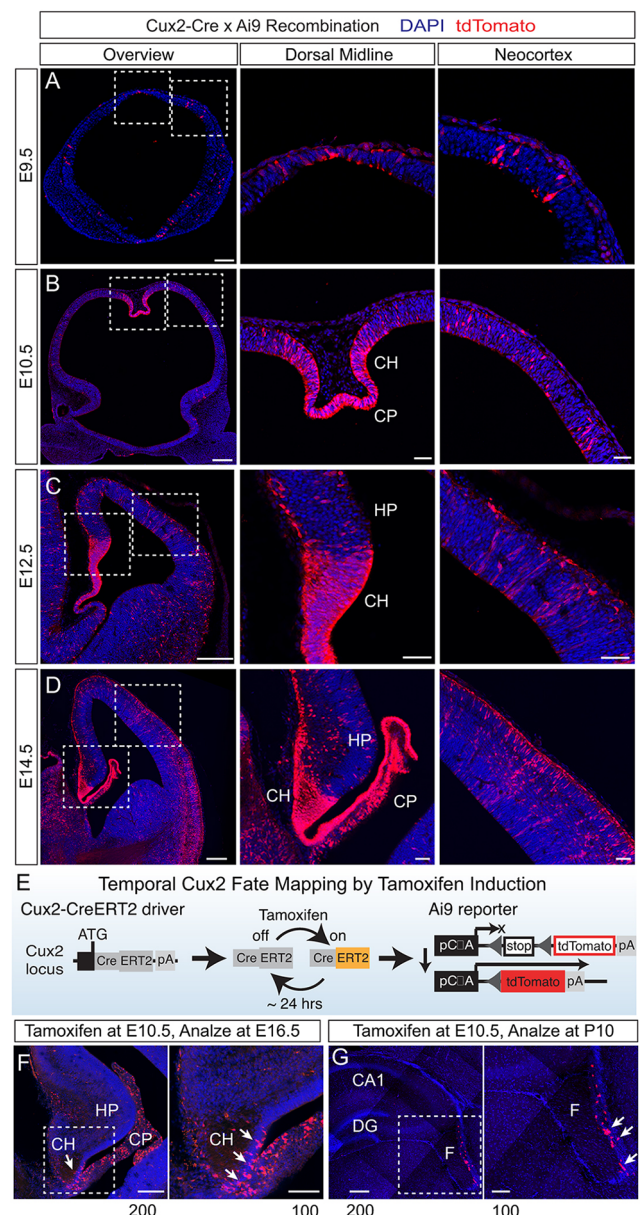 Cux2-Cre x Ai9 Recombination DAPI tdTomato
Overview Dorsal Midline Neocortex
A
E9.5
B
CH
CP
E10.5
C
HP
CH
E12.5
D
HP
CH
CP
E14.5
E Temporal Cux2 Fate Mapping by Tamoxifen Induction
Cux2-CreERT2 driver
Ai9 reporter
ATG
Tamoxifen
off on
Cux2
locus
Cre ERT2 pA
Cre ERT2 Cre ERT2
~ 24 hrs
pC□A x stop tdTomato pA
pC□A tdTomato pA
Tamoxifen at E10.5, Analze at E16.5 Tamoxifen at E10.5, Analze at P10
F
HP
CH
CP
CH
G
CA1
DG
F
F
200 100 200 100